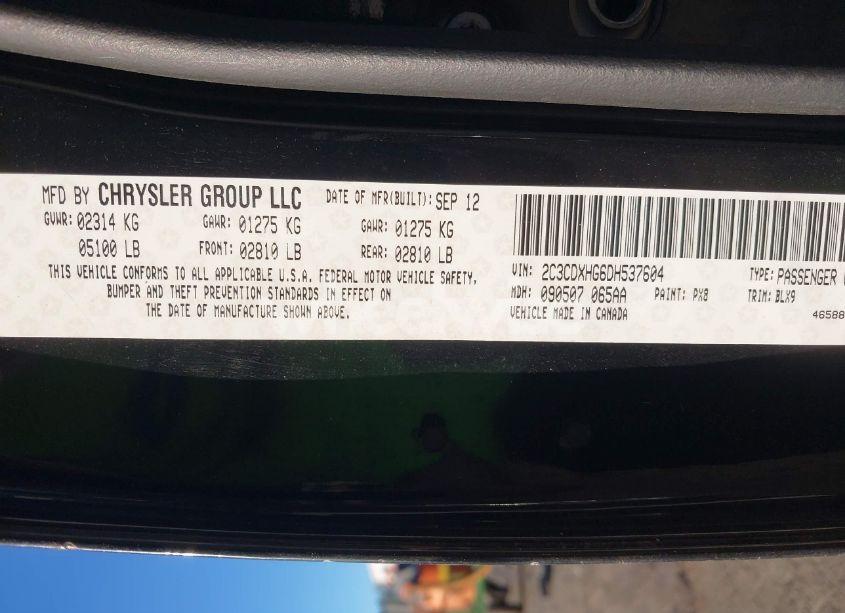 MFD BY CHRYSLER GROUP LLC DATE OF MFR(BUILT): SEP 12
GVWR: 02314 KG GAWR: 01275 KG GAWR: 01275 KG
05100 LB FRONT: 02810 LB REAR: 02810 LB
THIS VEHICLE CONFORMS TO ALL APPLICABLE U.S.A. FEDERAL MOTOR VEHICLE SAFETY,
BUMPER AND THEFT PREVENTION STANDARDS IN EFFECT ON
THE DATE OF MANUFACTURE SHOWN ABOVE.
VIN: 2C3CDXHG6DH537604 TYPE: PASSENGER
MDH: 090507 065AA PAINT: PX8 TRIM: BLX9
VEHICLE MADE IN CANADA 4658